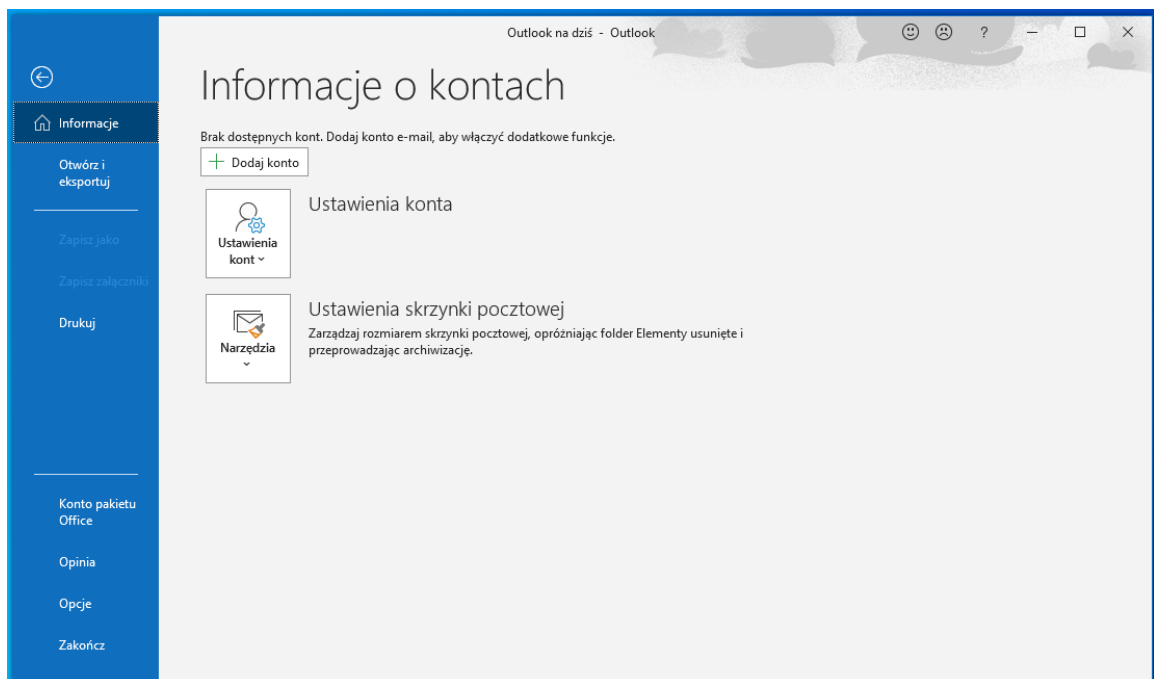 Outlook na dziś - Outlook
?
Informacje o kontach
Informacje
Otwórz i
eksportuj
Zapisz jako
Zapisz załączniki
Drukuj
Konto pakietu
Office
Opinia
Opcje
Zakończ
Brak dostępnych kont. Dodaj konto e-mail, aby włączyć dodatkowe funkcje.
Dodaj konto
Ustawienia
kont
Ustawienia konta
Narzędzia
Ustawienia skrzynki pocztowej
Zarządzaj rozmiarem skrzynki pocztowej, opróżniając folder Elementy usunięte i
przeprowadzając archiwizację.